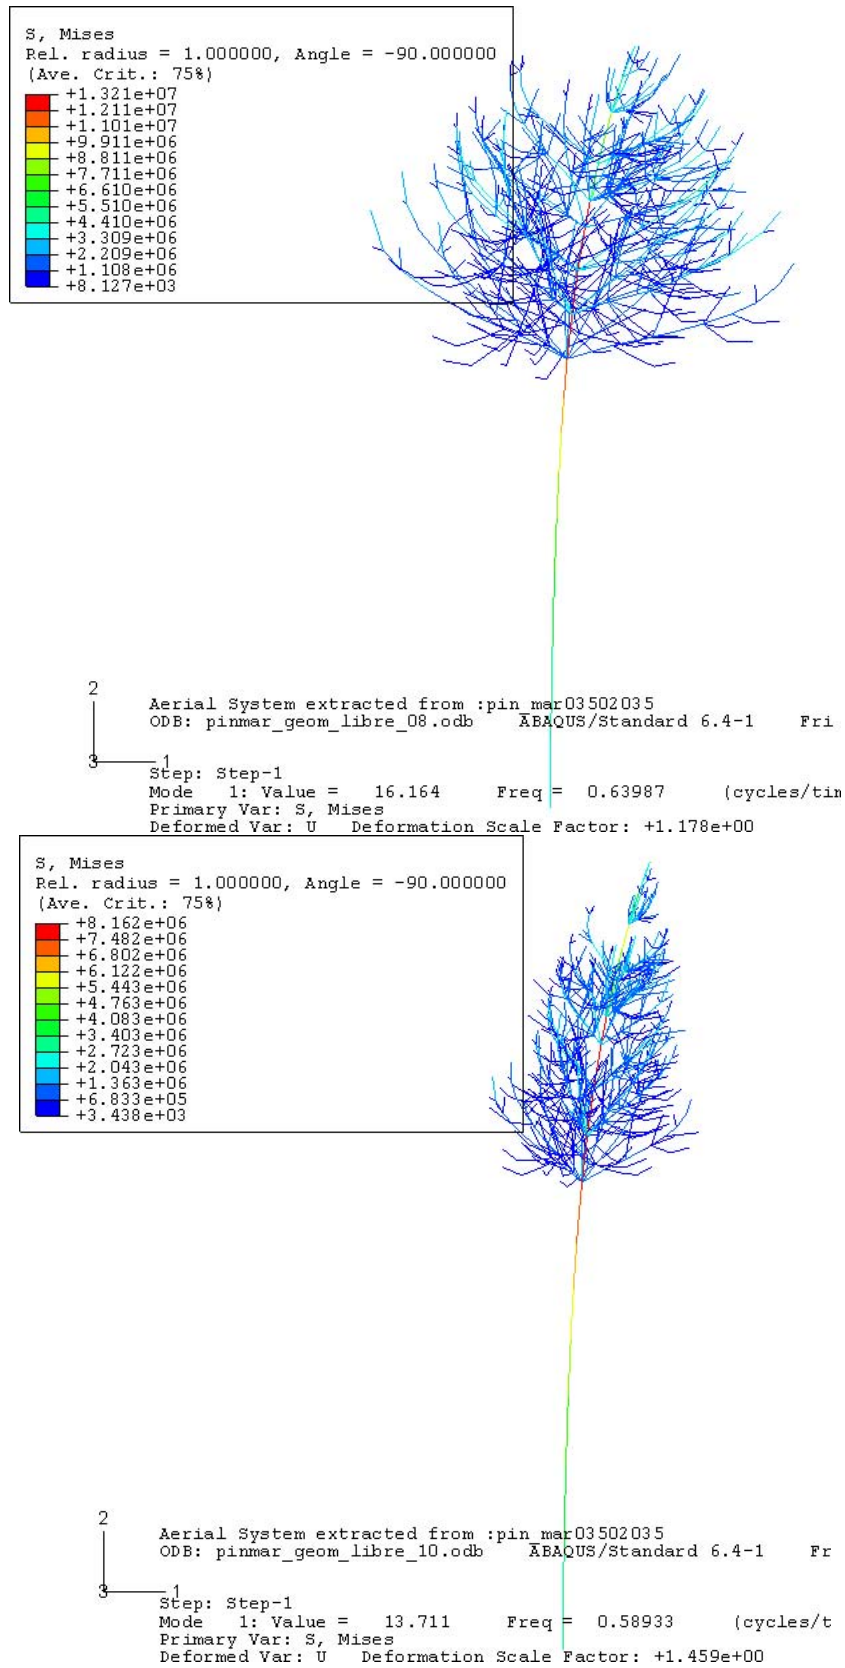 S, Mises
Rel. radius = 1.000000, Angle = -90.000000
(Ave. Crit.: 75%)
+1.321e+07
+1.211e+07
+1.101e+07
+9.911e+06
+8.811e+06
+7.711e+06
+6.610e+06
+5.510e+06
+4.410e+06
+3.309e+06
+2.209e+06
+1.108e+06
+8.127e+03
2
3
1
Aerial System extracted from :pin_mar03502035
ODB: pinmar_geom_libre_08.odb ABAQUS/Standard 6.4-1 Fri
Step: Step-1
Mode 1: Value = 16.164 Freq = 0.63987 (cycles/tim
Primary Var: S, Mises
Deformed Var: U Deformation Scale Factor: +1.178e+00
S, Mises
Rel. radius = 1.000000, Angle = -90.000000
(Ave. Crit.: 75%)
+8.162e+06
+7.482e+06
+6.802e+06
+6.122e+06
+5.443e+06
+4.763e+06
+4.083e+06
+3.403e+06
+2.723e+06
+2.043e+06
+1.363e+06
+6.833e+05
+3.438e+03
2
3
1
Aerial System extracted from :pin_mar03502035
ODB: pinmar_geom_libre_10.odb ABAQUS/Standard 6.4-1 Fr
Step: Step-1
Mode 1: Value = 13.711 Freq = 0.58933 (cycles/t
Primary Var: S, Mises
Deformed Var: U Deformation Scale Factor: +1.459e+00